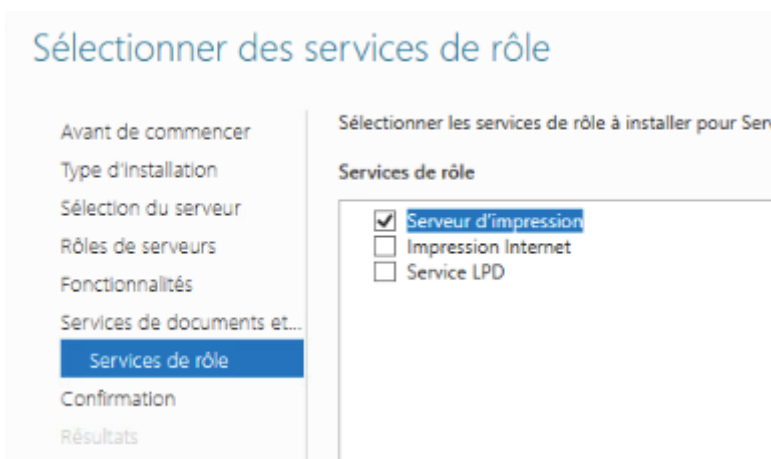 Sélectionner des services de rôle
Avant de commencer
Type d'installation
Sélection du serveur
Rôles de serveurs
Fonctionnalités
Services de documents et...
Services de rôle
Confirmation
Résultats
Sélectionner les services de rôle à installer pour Ser
Services de rôle
Serveur d'impression
Impression Internet
Service LPD